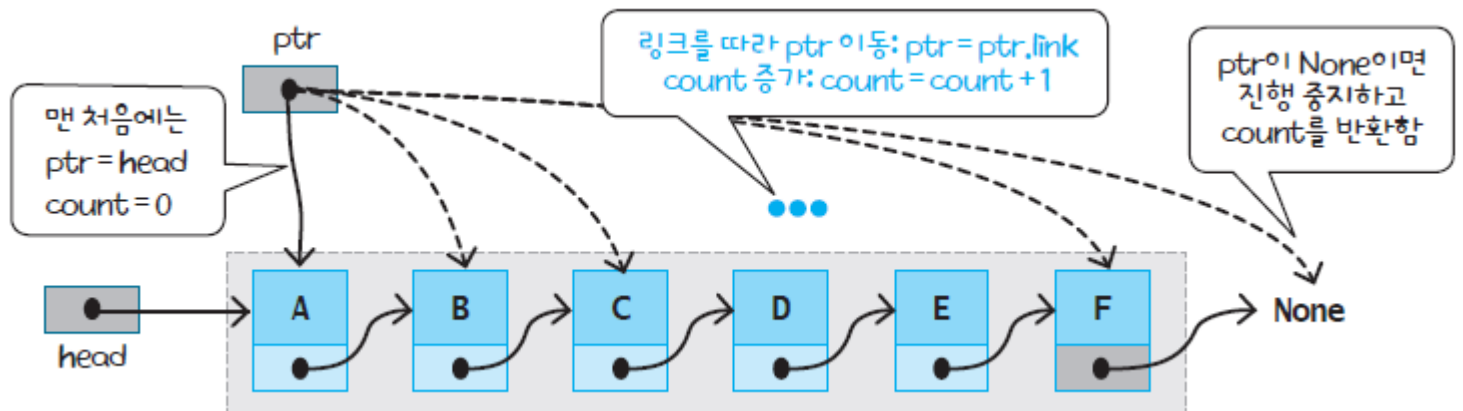 ptr
링크를 따라 ptr 이동: ptr = ptr.link
count 증가: count = count + 1
ptr이 None이면
진행 중지하고
count를 반환함
맨 처음에는
ptr = head
count = 0
A
B
C
D
E
F
None
head